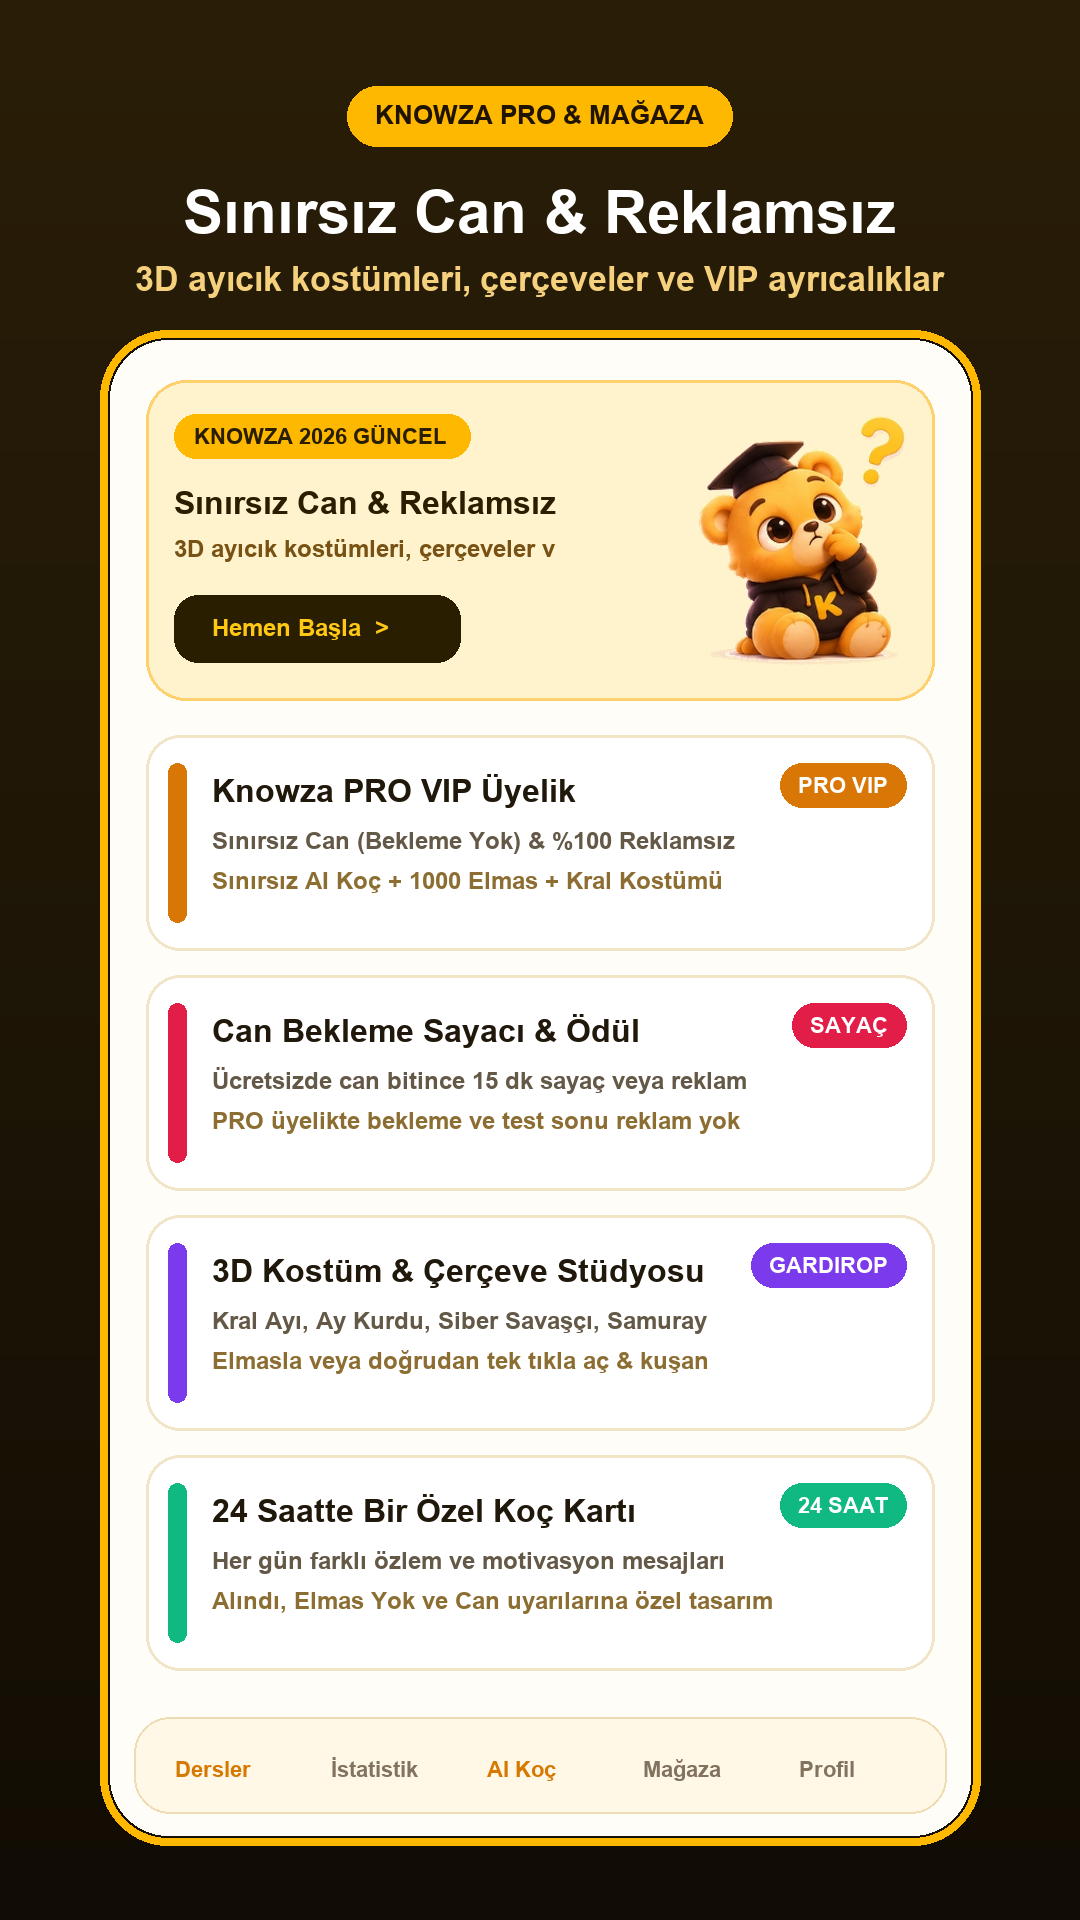 KNOWZA PRO & MAĞAZA
Sınırsız Can & Reklamsız
3D ayıcık kostümleri, çerçeveler ve VIP ayrıcalıklar
KNOWZA 2026 GÜNCEL
Sınırsız Can & Reklamsız
3D ayıcık kostümleri, çerçeveler v
Hemen Başla >
?
K
Knowza PRO VIP Üyelik
PRO VIP
Sınırsız Can (Bekleme Yok) & %100 Reklamsız
Sınırsız AI Koç + 1000 Elmas + Kral Kostümü
Can Bekleme Sayacı & Ödül
SAYAÇ
Ücretsizde can bitince 15 dk sayaç veya reklam
PRO üyelikte bekleme ve test sonu reklam yok
3D Kostüm & Çerçeve Stüdyosu
GARDIROP
Kral Ayı, Ay Kurdu, Siber Savaşçı, Samuray
Elmasla veya doğrudan tek tıkla aç & kuşan
24 Saatte Bir Özel Koç Kartı
24 SAAT
Her gün farklı özlem ve motivasyon mesajları
Alındı, Elmas Yok ve Can uyarılarına özel tasarım
Dersler İstatistik AI Koç Mağaza Profil